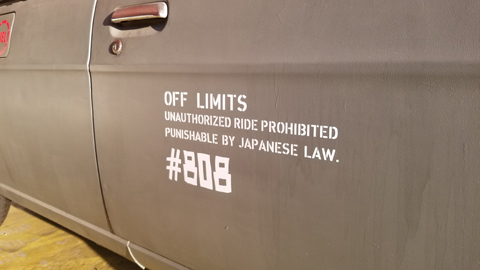 OFF LIMITS
UNAUTHORIZED RIDE PROHIBITED
PUNISHABLE BY JAPANESE LAW.
#808